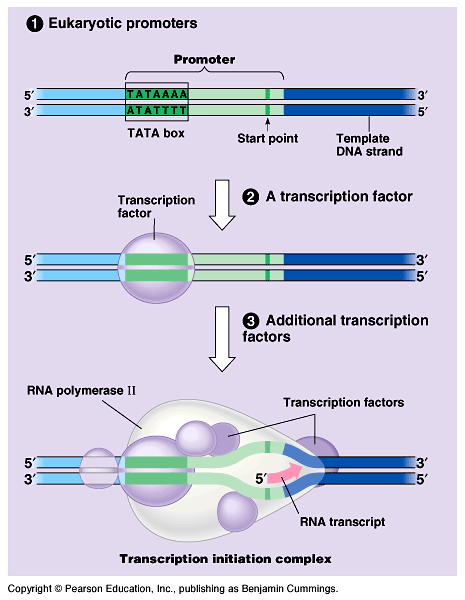 1 Eukaryotic promoters
Promoter
5′ TATAAAA 3′
3′ ATATTTT 5′
TATA box
Start point
Template
DNA strand
Transcription
factor
2 A transcription factor
5′ 3′
3′ 5′
3 Additional transcription
factors
RNA polymerase II
Transcription factors
5′ 3′
3′ 5′ 5′
RNA transcript
Transcription initiation complex
Copyright © Pearson Education, Inc., publishing as Benjamin Cummings.